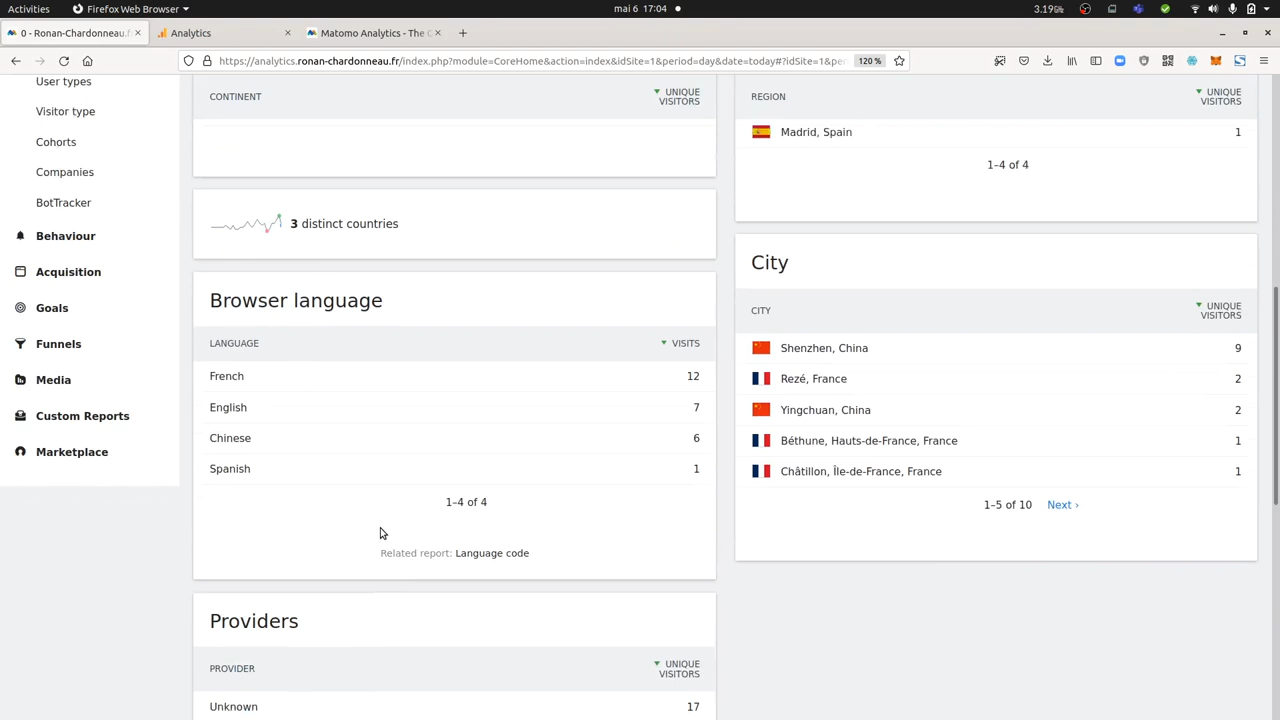 Activities
Firefox Web Browser
mai 6 17:04
3.19%
0 - Ronan-Chardonneau.f
Analytics
Matomo Analytics - The
https://analytics.ronan-chardonneau.fr/index.php?module=CoreHome&action=index&idSite=1&period=day&date=today#?idSite=1&per
120 %
User types
Visitor type
Cohorts
Companies
BotTracker
Behaviour
Acquisition
Goals
Funnels
Media
Custom Reports
Marketplace
CONTINENT
UNIQUE
VISITORS
3 distinct countries
Browser language
LANGUAGE VISITS
French 12
English 7
Chinese 6
Spanish 1
1–4 of 4
Related report: Language code
Providers
PROVIDER
UNIQUE
VISITORS
Unknown 17
REGION
UNIQUE
VISITORS
Madrid, Spain 1
1–4 of 4
City
CITY
UNIQUE
VISITORS
Shenzhen, China 9
Rezé, France 2
Yingchuan, China 2
Béthune, Hauts-de-France, France 1
Châtillon, Île-de-France, France 1
1–5 of 10 Next ›